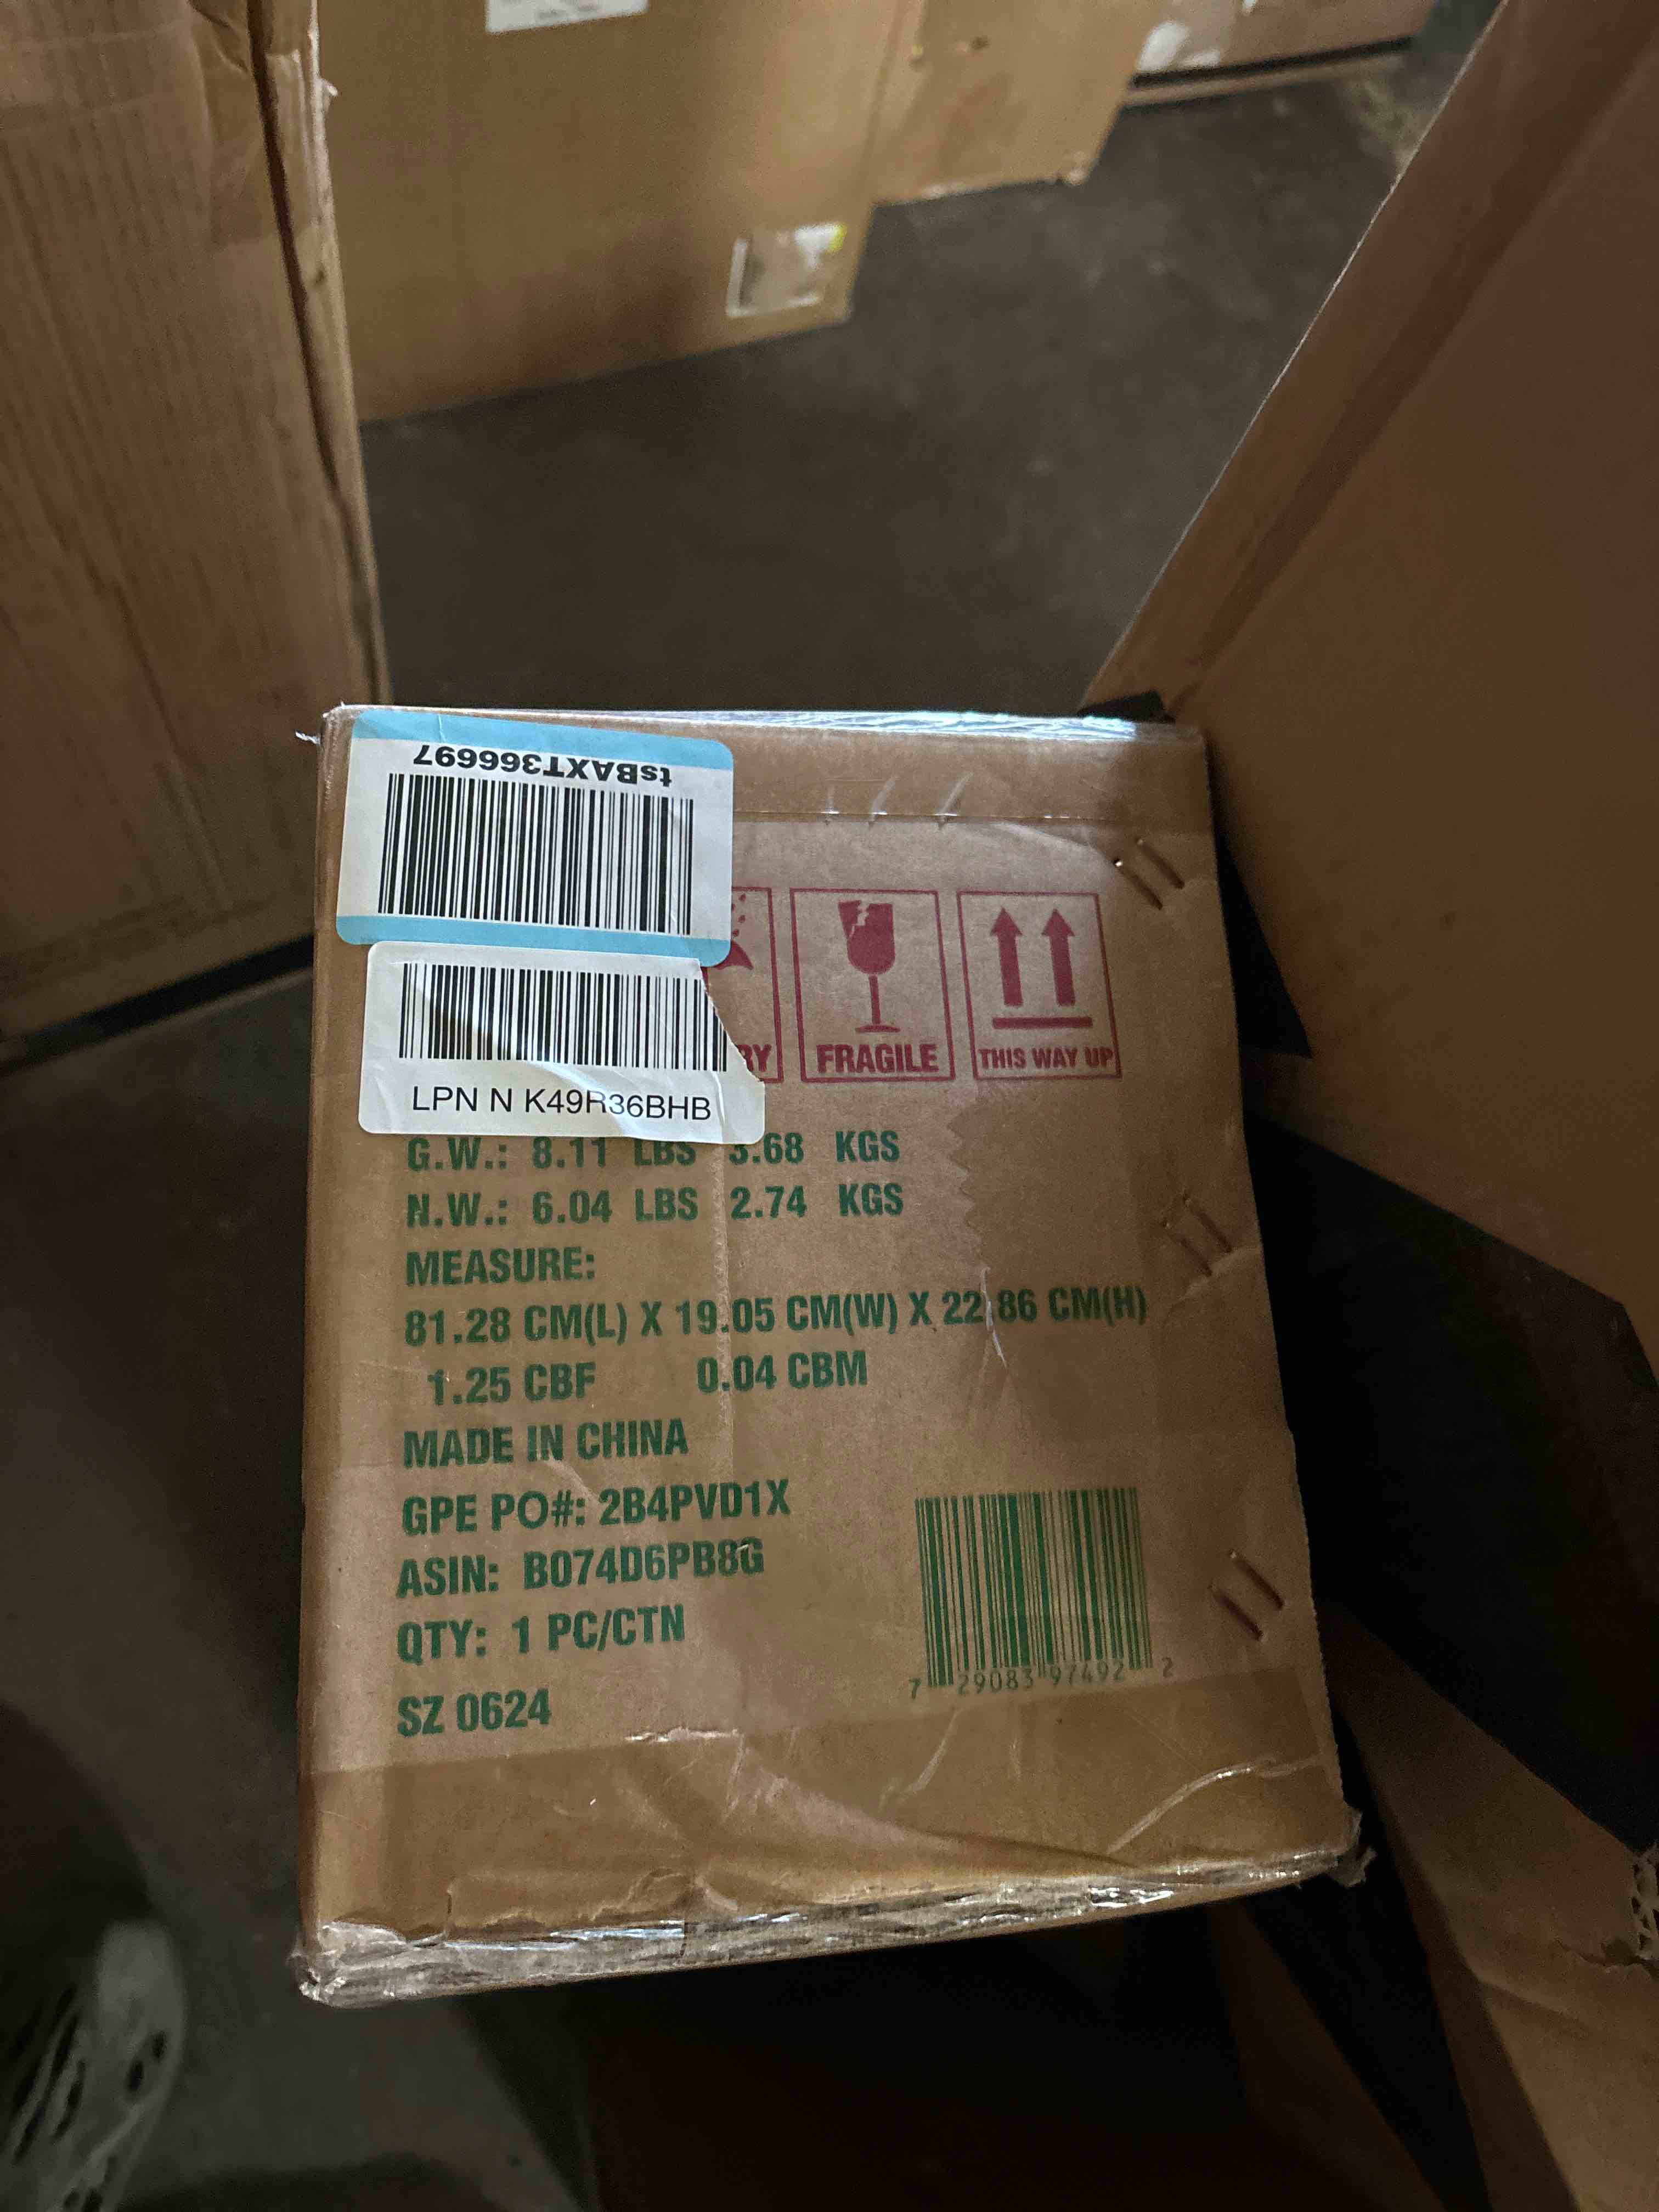 tsBAXT366697
LPN N K49R36BHB
FRAGILE
THIS WAY UP
G.W.: 8.11 LBS 3.68 KGS
N.W.: 6.04 LBS 2.74 KGS
MEASURE:
81.28 CM(L) X 19.05 CM(W) X 22.86 CM(H)
1.25 CBF 0.04 CBM
MADE IN CHINA
GPE PO#: 2B4PVD1X
ASIN: B074D6PB8G
QTY: 1 PC/CTN
SZ 0624
7 29083 97492 2